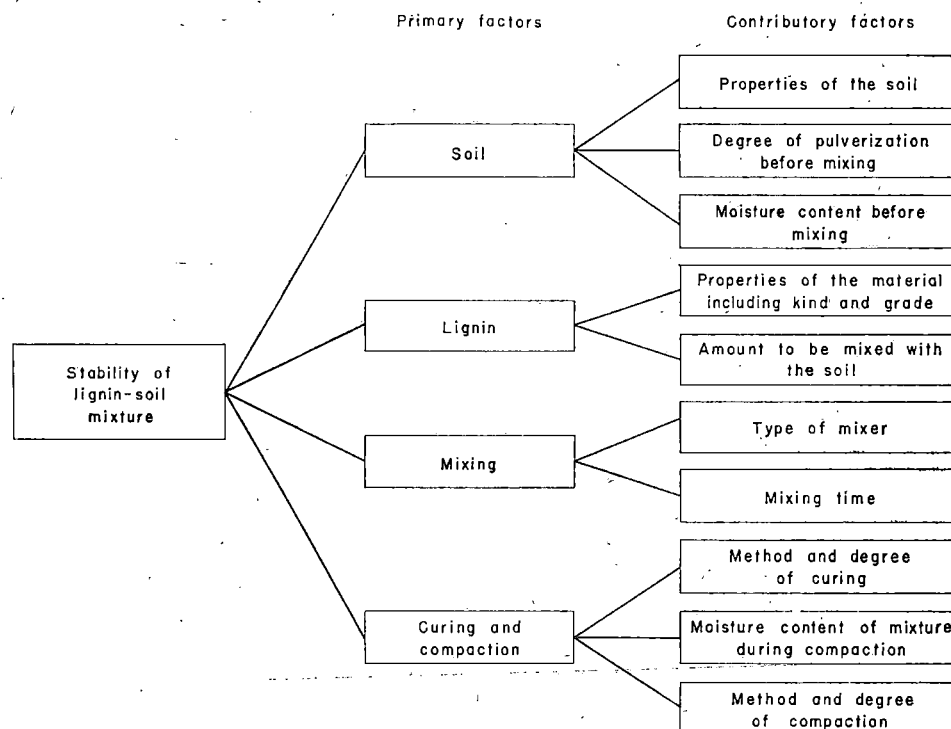 Primary factors
Contributory factors
Properties of the soil
Soil
Degree of pulverization
before mixing
Moisture content before
mixing
Properties of the material
including kind and grade
Lignin
Amount to be mixed with
the soil
Stability of
lignin-soil
mixture
Type of mixer
Mixing
Mixing time
Method and degree
of curing
Curing and
compaction
Moisture content of mixture
during compaction
Method and degree
of compaction